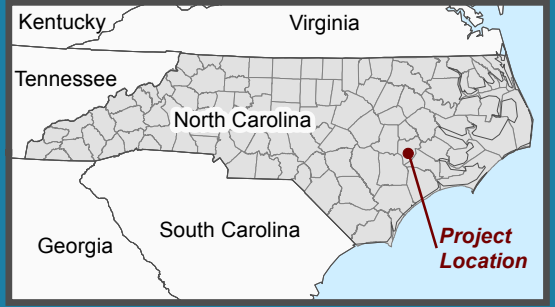 Kentucky
Virginia
Tennessee
North Carolina
South Carolina
Georgia
Project
Location